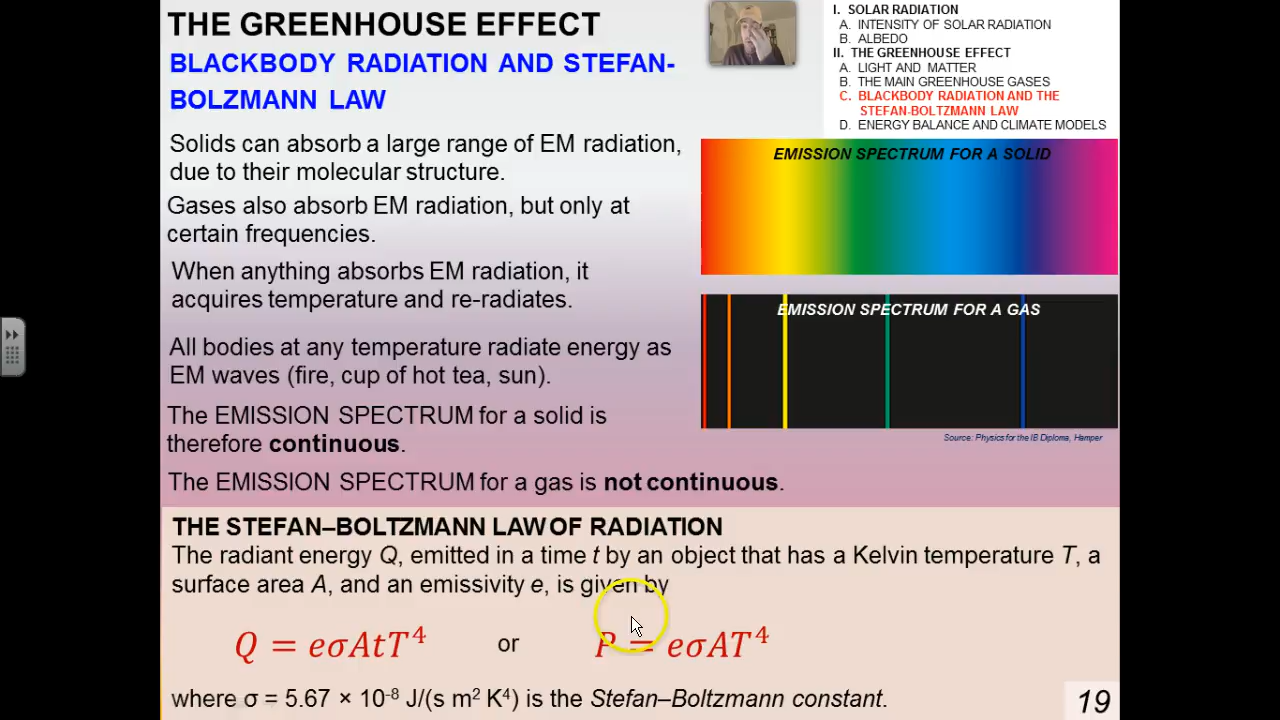 THE GREENHOUSE EFFECT
BLACKBODY RADIATION AND STEFAN-
BOLZMANN LAW
Solids can absorb a large range of EM radiation,
due to their molecular structure.
Gases also absorb EM radiation, but only at
certain frequencies.
When anything absorbs EM radiation, it
acquires temperature and re-radiates.
All bodies at any temperature radiate energy as
EM waves (fire, cup of hot tea, sun).
The EMISSION SPECTRUM for a solid is
therefore continuous.
The EMISSION SPECTRUM for a gas is not continuous.
I. SOLAR RADIATION
A. INTENSITY OF SOLAR RADIATION
B. ALBEDO
II. THE GREENHOUSE EFFECT
A. LIGHT AND MATTER
B. THE MAIN GREENHOUSE GASES
C. BLACKBODY RADIATION AND THE
STEFAN-BOLTZMANN LAW
D. ENERGY BALANCE AND CLIMATE MODELS
EMISSION SPECTRUM FOR A SOLID
EMISSION SPECTRUM FOR A GAS
Source: Physics for the IB Diploma, Hamper
THE STEFAN–BOLTZMANN LAW OF RADIATION
The radiant energy Q, emitted in a time t by an object that has a Kelvin temperature T, a
surface area A, and an emissivity e, is given by
Q = eσAtT⁴ or P = eσAT⁴
where σ = 5.67 × 10⁻⁸ J/(s m² K⁴) is the Stefan–Boltzmann constant.
19